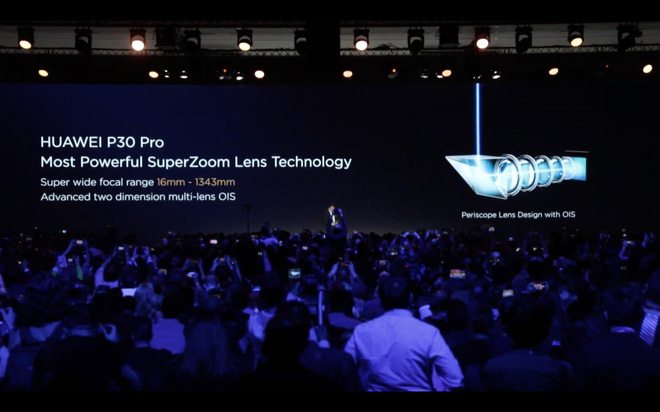 HUAWEI P30 Pro
Most Powerful SuperZoom Lens Technology
Super wide focal range 16mm - 1343mm
Advanced two dimension multi-lens OIS
Periscope Lens Design with OIS